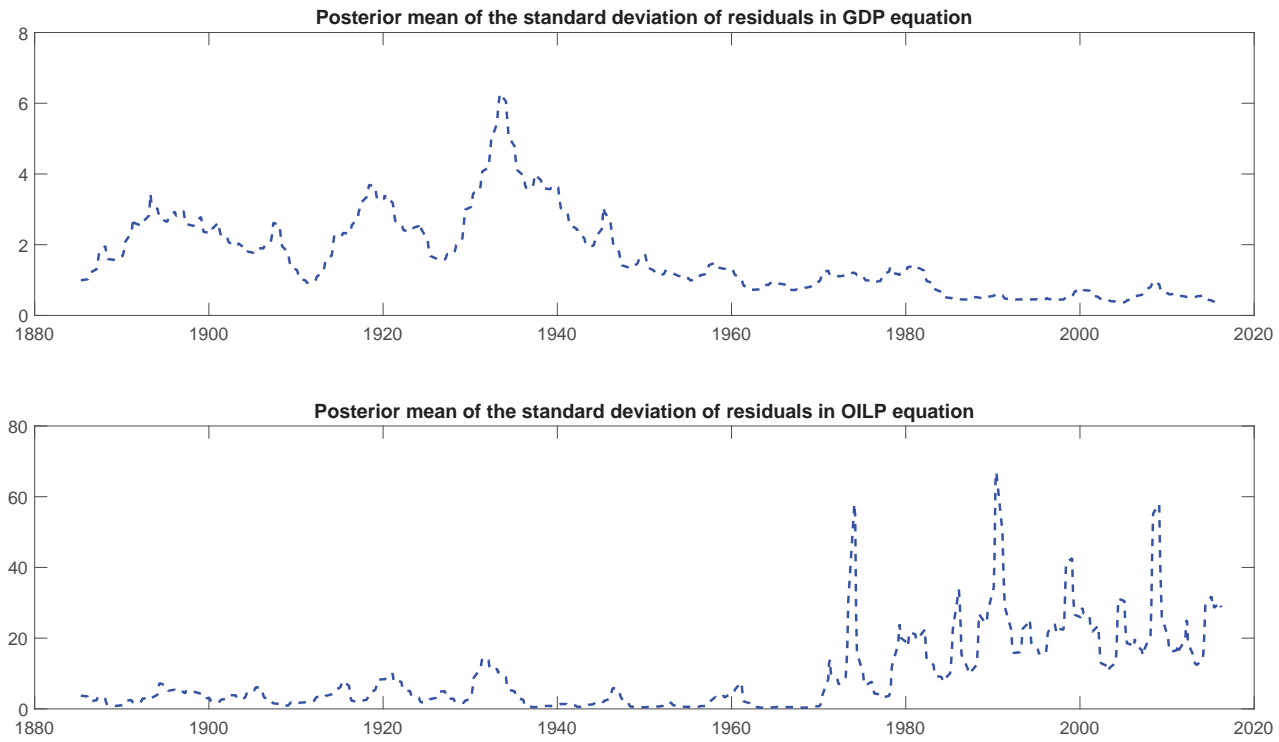 Posterior mean of the standard deviation of residuals in GDP equation
8
6
4
2
0
1880 1900 1920 1940 1960 1980 2000 2020
Posterior mean of the standard deviation of residuals in OILP equation
80
60
40
20
0
1880 1900 1920 1940 1960 1980 2000 2020